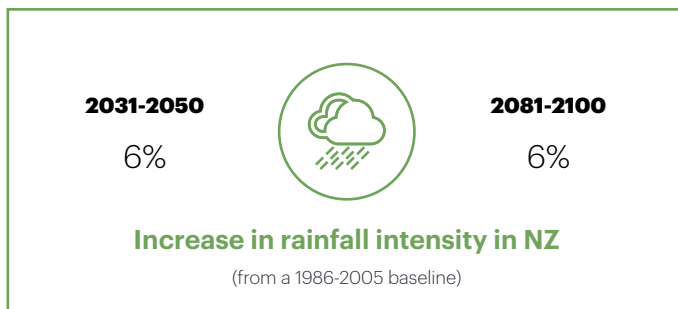 2031-2050
6%
2081-2100
6%
Increase in rainfall intensity in NZ
(from a 1986-2005 baseline)